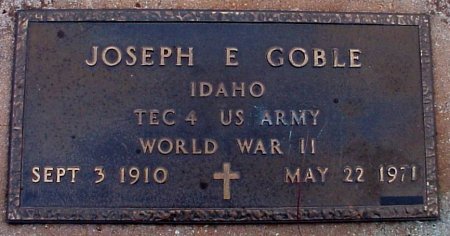 JOSEPH E GOBLE
IDAHO
TEC 4 US ARMY
WORLD WAR II
SEPT 3 1910 MAY 22 1971